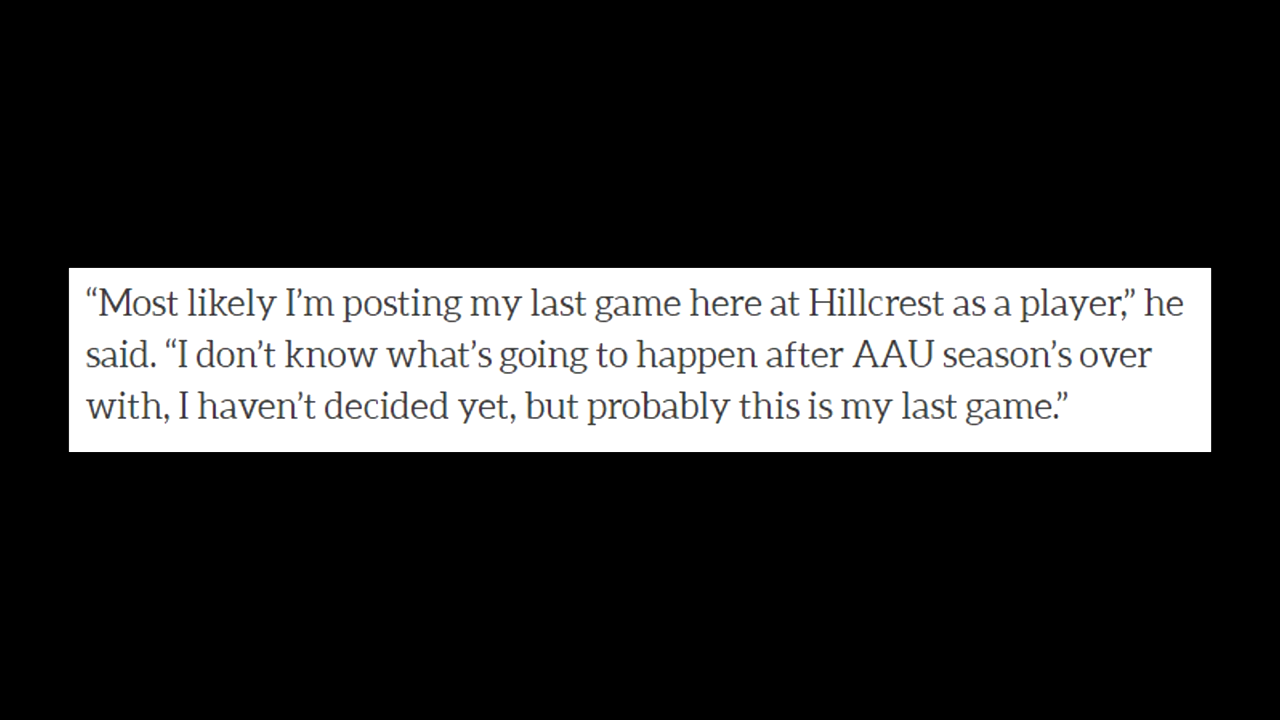 “Most likely I’m posting my last game here at Hillcrest as a player,” he
said. “I don’t know what’s going to happen after AAU season’s over
with, I haven’t decided yet, but probably this is my last game.”